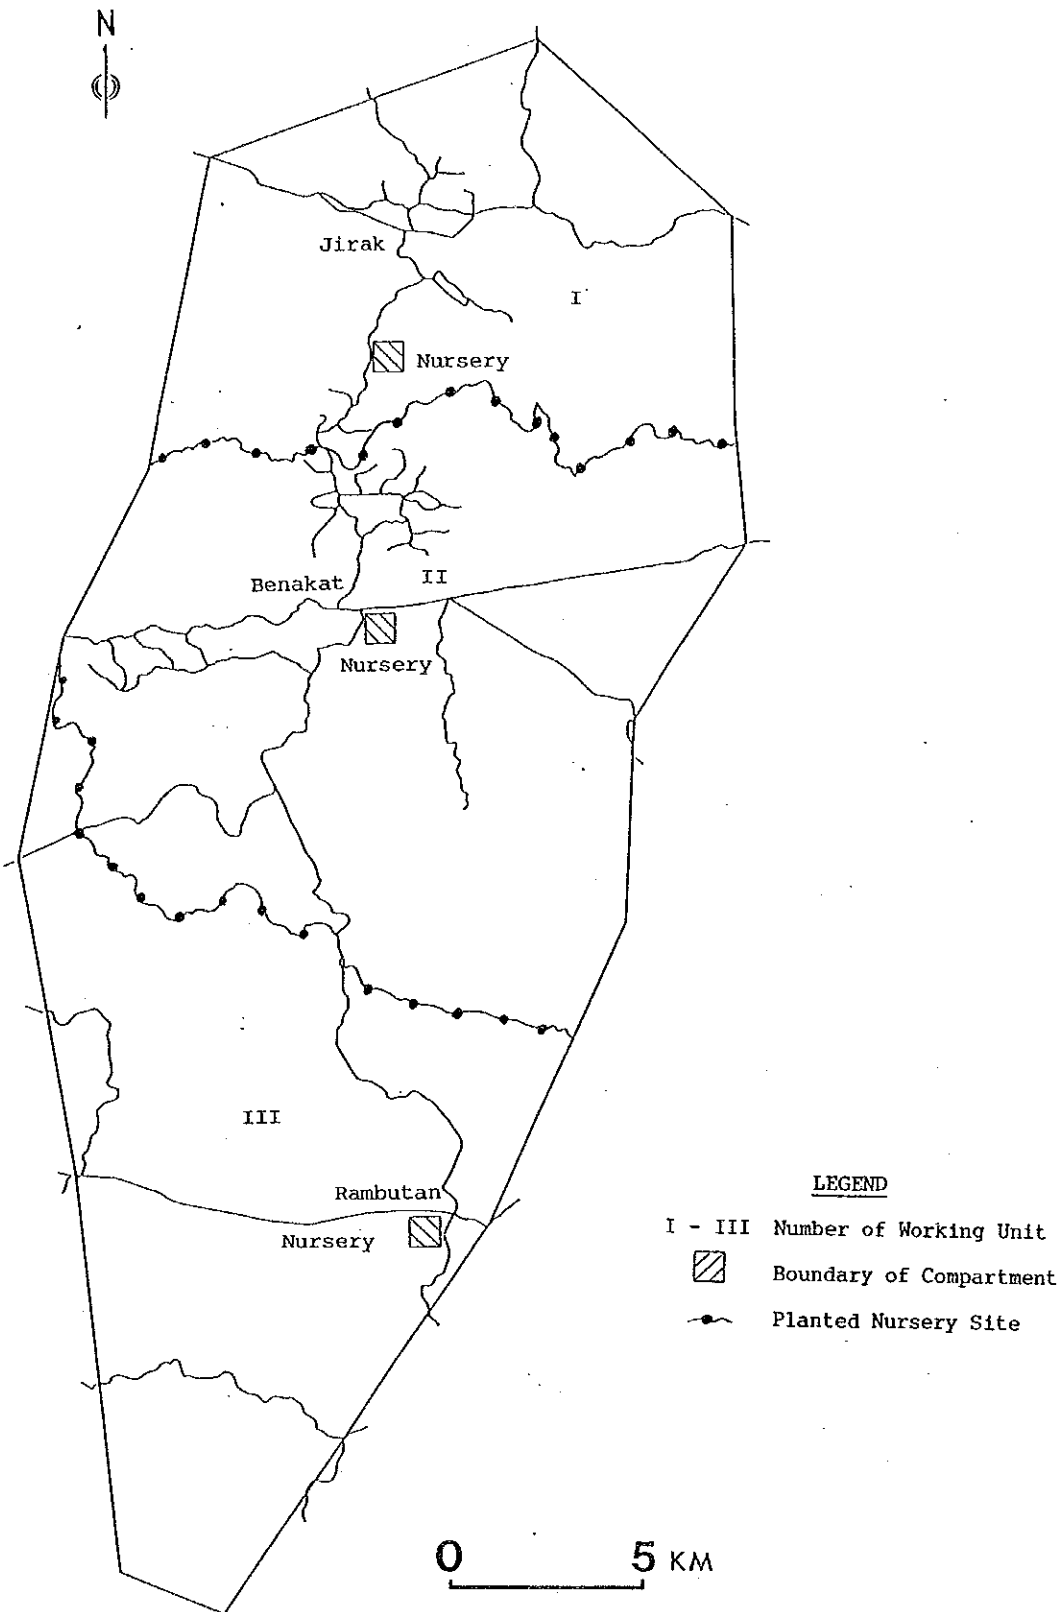 N
Jirak
I
Nursery
Benakat
II
Nursery
III
Rambutan
Nursery
LEGEND
I - III Number of Working Unit
Boundary of Compartment
Planted Nursery Site
0 5 KM